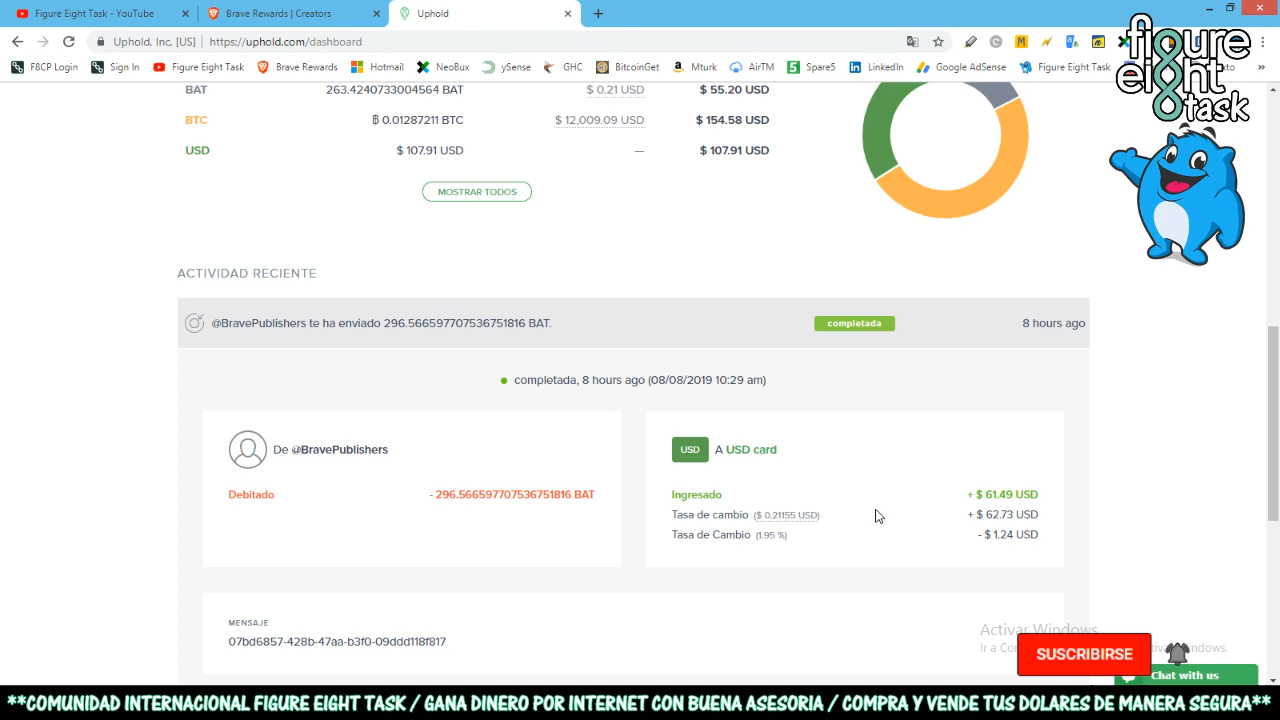 Figure Eight Task - YouTube
Brave Rewards | Creators
Uphold
Uphold, Inc. [US] | https://uphold.com/dashboard
F8CP Login
Sign In
Figure Eight Task
Brave Rewards
Hotmail
NeoBux
ySense
GHC
BitcoinGet
Mturk
AirTM
Spare5
LinkedIn
Google AdSense
Figure Eight Task
figure
eight
task
BAT 263.4240733004564 BAT $ 0.21 USD $ 55.20 USD
BTC ₿ 0.01287211 BTC $ 12,009.09 USD $ 154.58 USD
USD $ 107.91 USD — $ 107.91 USD
MOSTRAR TODOS
ACTIVIDAD RECIENTE
@BravePublishers te ha enviado 296.566597707536751816 BAT. completada 8 hours ago
completada, 8 hours ago (08/08/2019 10:29 am)
De @BravePublishers
Debitado - 296.566597707536751816 BAT
USD A USD card
Ingresado + $ 61.49 USD
Tasa de cambio ($ 0.21155 USD) + $ 62.73 USD
Tasa de Cambio (1.95 %) - $ 1.24 USD
MENSAJE
07bd6857-428b-47aa-b3f0-09ddd118f817
Activar Windows
SUSCRIBIRSE
Chat with us
**COMUNIDAD INTERNACIONAL FIGURE EIGHT TASK / GANA DINERO POR INTERNET CON BUENA ASESORIA / COMPRA Y VENDE TUS DOLARES DE MANERA SEGURA**